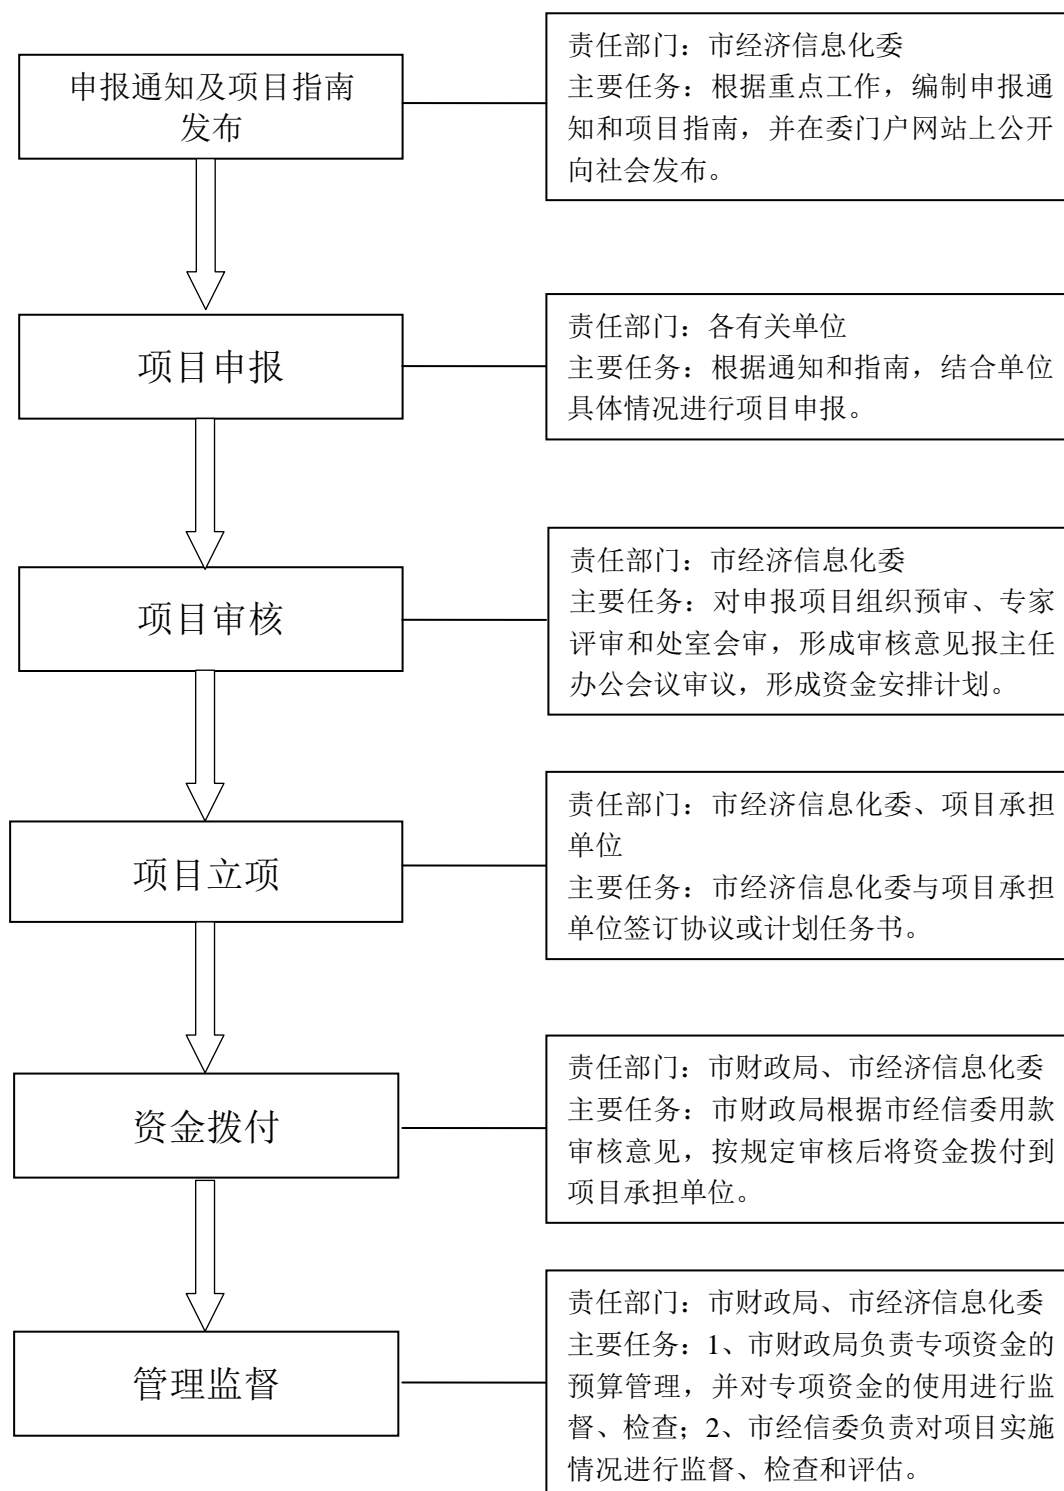 申报通知及项目指南
发布
责任部门：市经济信息化委
主要任务：根据重点工作，编制申报通
知和项目指南，并在委门户网站上公开
向社会发布。
项目申报
责任部门：各有关单位
主要任务：根据通知和指南，结合单位
具体情况进行项目申报。
项目审核
责任部门：市经济信息化委
主要任务：对申报项目组织预审、专家
评审和处室会审，形成审核意见报主任
办公会议审议，形成资金安排计划。
项目立项
责任部门：市经济信息化委、项目承担
单位
主要任务：市经济信息化委与项目承担
单位签订协议或计划任务书。
资金拨付
责任部门：市财政局、市经济信息化委
主要任务：市财政局根据市经信委用款
审核意见，按规定审核后将资金拨付到
项目承担单位。
管理监督
责任部门：市财政局、市经济信息化委
主要任务：1、市财政局负责专项资金的
预算管理，并对专项资金的使用进行监
督、检查；2、市经信委负责对项目实施
情况进行监督、检查和评估。